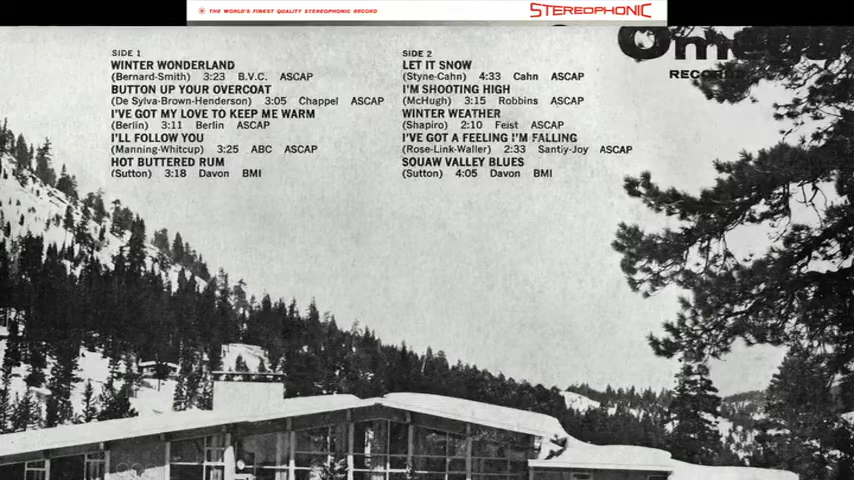 ✳ THE WORLD'S FINEST QUALITY STEREOPHONIC RECORD
STEREOPHONIC
Omega
RECORDS
SIDE 1
WINTER WONDERLAND
(Bernard-Smith) 3:23 B.V.C. ASCAP
BUTTON UP YOUR OVERCOAT
(De Sylva-Brown-Henderson) 3:05 Chappel ASCAP
I'VE GOT MY LOVE TO KEEP ME WARM
(Berlin) 3:11 Berlin ASCAP
I'LL FOLLOW YOU
(Manning-Whitcup) 3:25 ABC ASCAP
HOT BUTTERED RUM
(Sutton) 3:18 Davon BMI
SIDE 2
LET IT SNOW
(Styne-Cahn) 4:33 Cahn ASCAP
I'M SHOOTING HIGH
(McHugh) 3:15 Robbins ASCAP
WINTER WEATHER
(Shapiro) 2:10 Feist ASCAP
I'VE GOT A FEELING I'M FALLING
(Rose-Link-Waller) 2:33 Santly-Joy ASCAP
SQUAW VALLEY BLUES
(Sutton) 4:05 Davon BMI